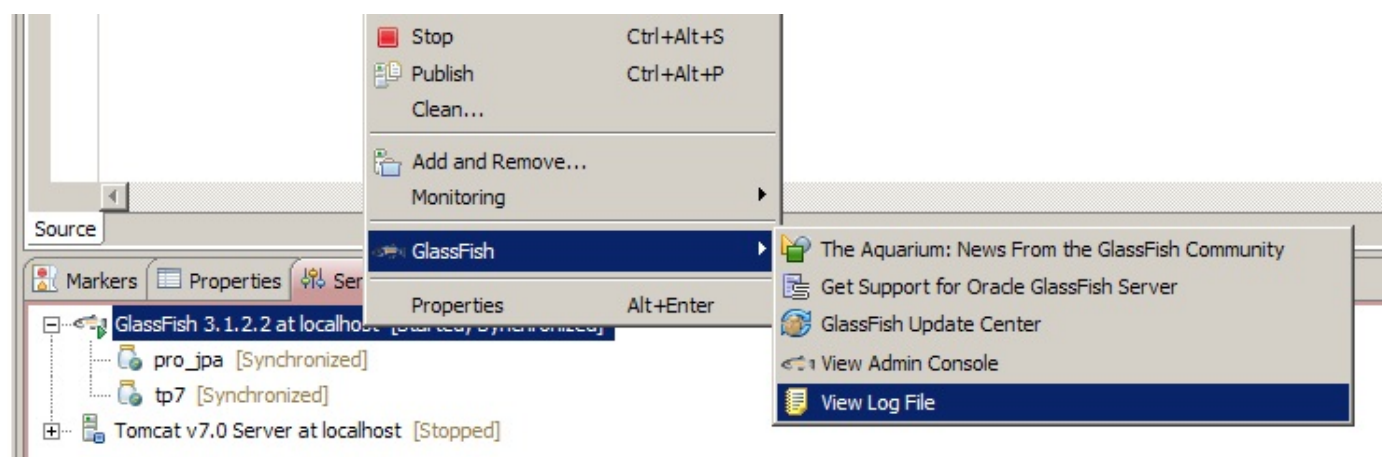 Stop Ctrl+Alt+S
Publish Ctrl+Alt+P
Clean...
Add and Remove...
Monitoring
Source
GlassFish
The Aquarium: News From the GlassFish Community
Markers Properties Ser
Get Support for Oracle GlassFish Server
Properties Alt+Enter
GlassFish 3.1.2.2 at localhost [Started, Synchronized]
GlassFish Update Center
pro_jpa [Synchronized]
View Admin Console
tp7 [Synchronized]
View Log File
Tomcat v7.0 Server at localhost [Stopped]